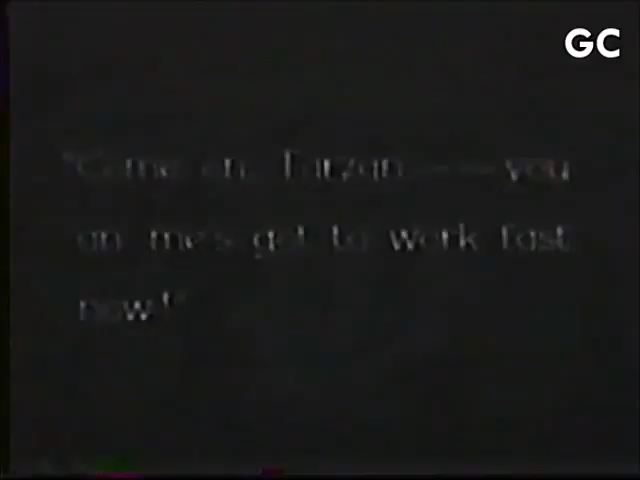 GC
"Come on, Tarzan — — you
an' me's got to work fast
now!"